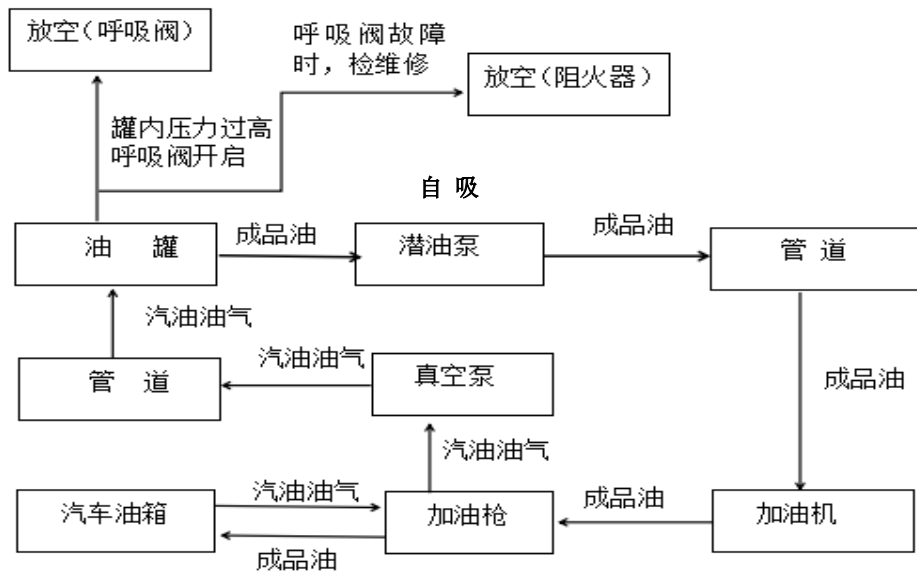 放空（呼吸阀）
呼吸阀故障
时，检维修
放空（阻火器）
罐内压力过高
呼吸阀开启
自 吸
油 罐
成品油
潜油泵
成品油
管 道
汽油油气
汽油油气
管 道
真空泵
成品油
汽油油气
汽车油箱
汽油油气
加油枪
成品油
加油机
成品油